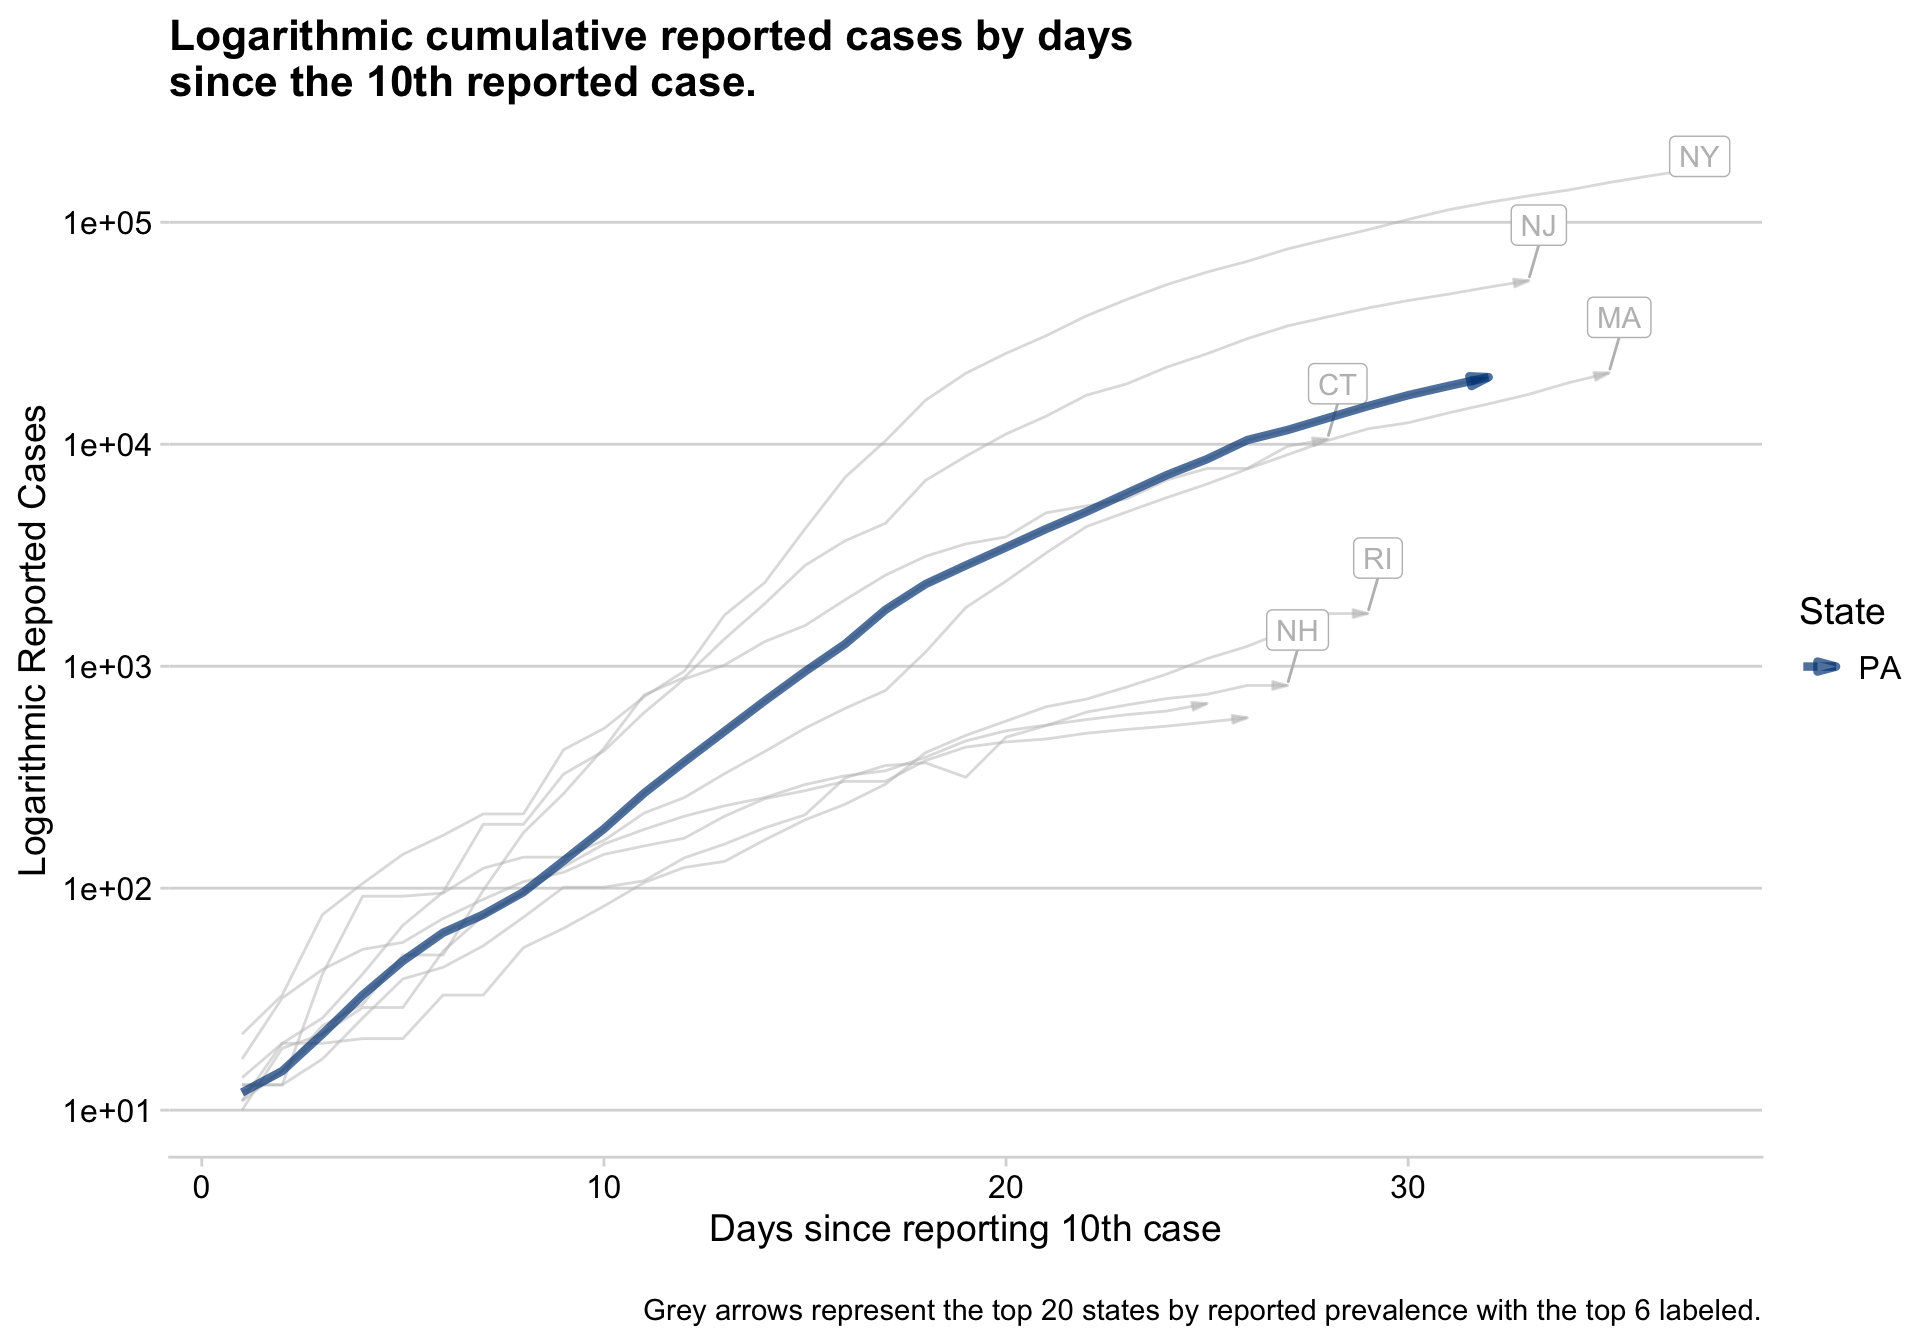 Logarithmic cumulative reported cases by days
since the 10th reported case.
NY
1e+05
NJ
MA
CT
1e+04
RI
NH
1e+03
1e+02
1e+01
Logarithmic Reported Cases
State
PA
0 10 20 30
Days since reporting 10th case
Grey arrows represent the top 20 states by reported prevalence with the top 6 labeled.